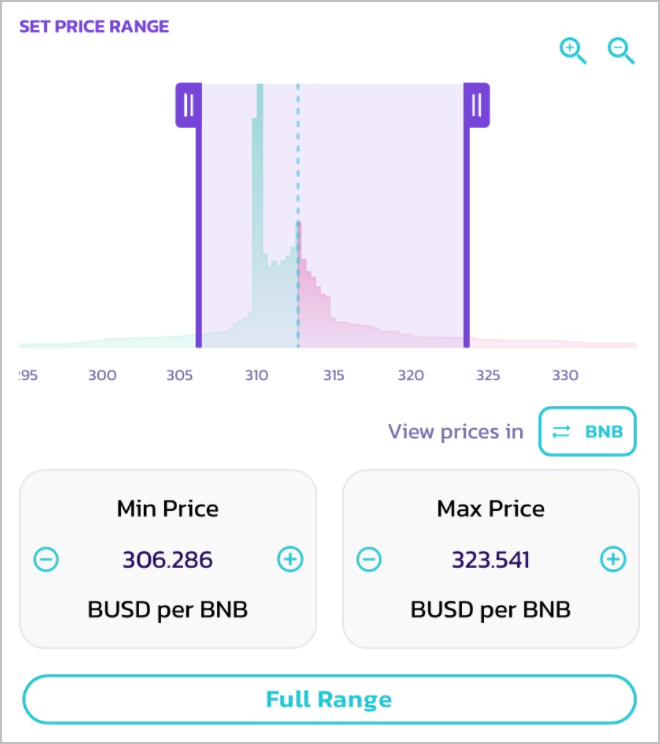 SET PRICE RANGE
295 300 305 310 315 320 325 330
View prices in BNB
Min Price Max Price
306.286 323.541
BUSD per BNB BUSD per BNB
Full Range